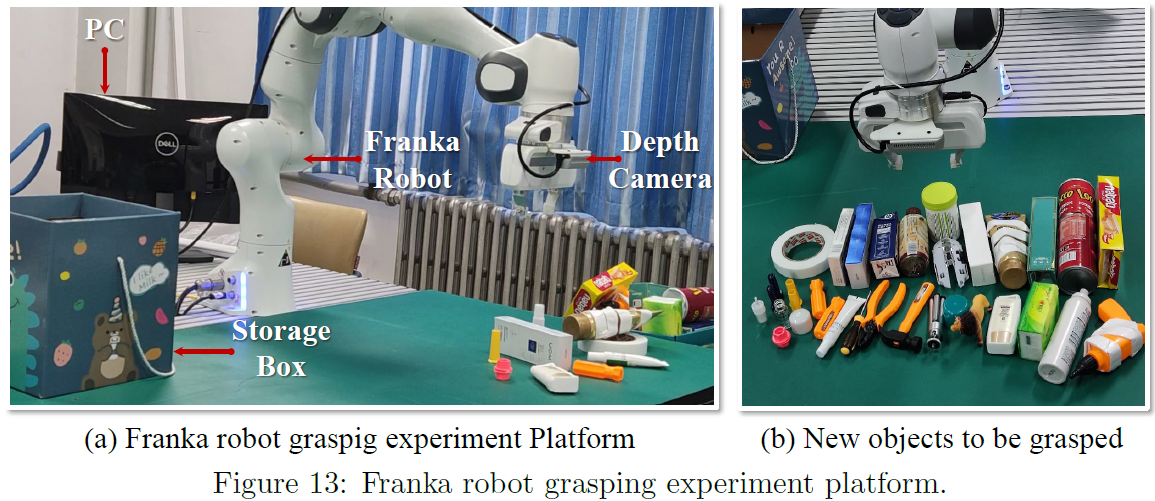 PC
DELL
Franka
Robot
Depth
Camera
Storage
Box
You R
Awesome!
(a) Franka robot graspig experiment Platform
(b) New objects to be grasped
Figure 13: Franka robot grasping experiment platform.